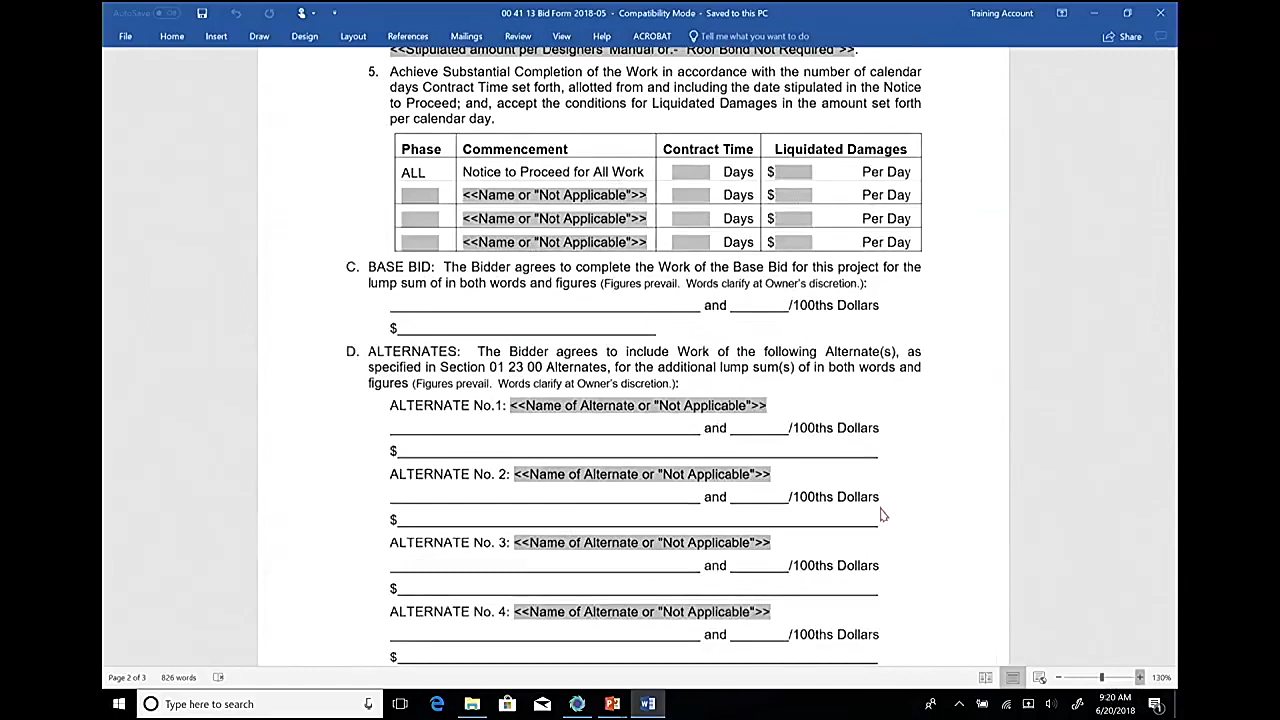 AutoSave Off
00 41 13 Bid Form 2018-05 - Compatibility Mode - Saved to this PC
Training Account
File Home Insert Draw Design Layout References Mailings Review View Help ACROBAT Tell me what you want to do Share
<<Stipulated amount per Designers' Manual or.- "Roof Bond Not Required">>.
5. Achieve Substantial Completion of the Work in accordance with the number of calendar
days Contract Time set forth, allotted from and including the date stipulated in the Notice
to Proceed; and, accept the conditions for Liquidated Damages in the amount set forth
per calendar day.
Phase Commencement Contract Time Liquidated Damages
ALL Notice to Proceed for All Work Days $ Per Day
<<Name or "Not Applicable">> Days $ Per Day
<<Name or "Not Applicable">> Days $ Per Day
<<Name or "Not Applicable">> Days $ Per Day
C. BASE BID: The Bidder agrees to complete the Work of the Base Bid for this project for the
lump sum of in both words and figures (Figures prevail. Words clarify at Owner's discretion.):
and /100ths Dollars
$
D. ALTERNATES: The Bidder agrees to include Work of the following Alternate(s), as
specified in Section 01 23 00 Alternates, for the additional lump sum(s) of in both words and
figures (Figures prevail. Words clarify at Owner's discretion.):
ALTERNATE No.1: <<Name of Alternate or "Not Applicable">>
and /100ths Dollars
$
ALTERNATE No. 2: <<Name of Alternate or "Not Applicable">>
and /100ths Dollars
$
ALTERNATE No. 3: <<Name of Alternate or "Not Applicable">>
and /100ths Dollars
$
ALTERNATE No. 4: <<Name of Alternate or "Not Applicable">>
and /100ths Dollars
$
Page 2 of 3 826 words 130%
Type here to search
9:20 AM
6/20/2018